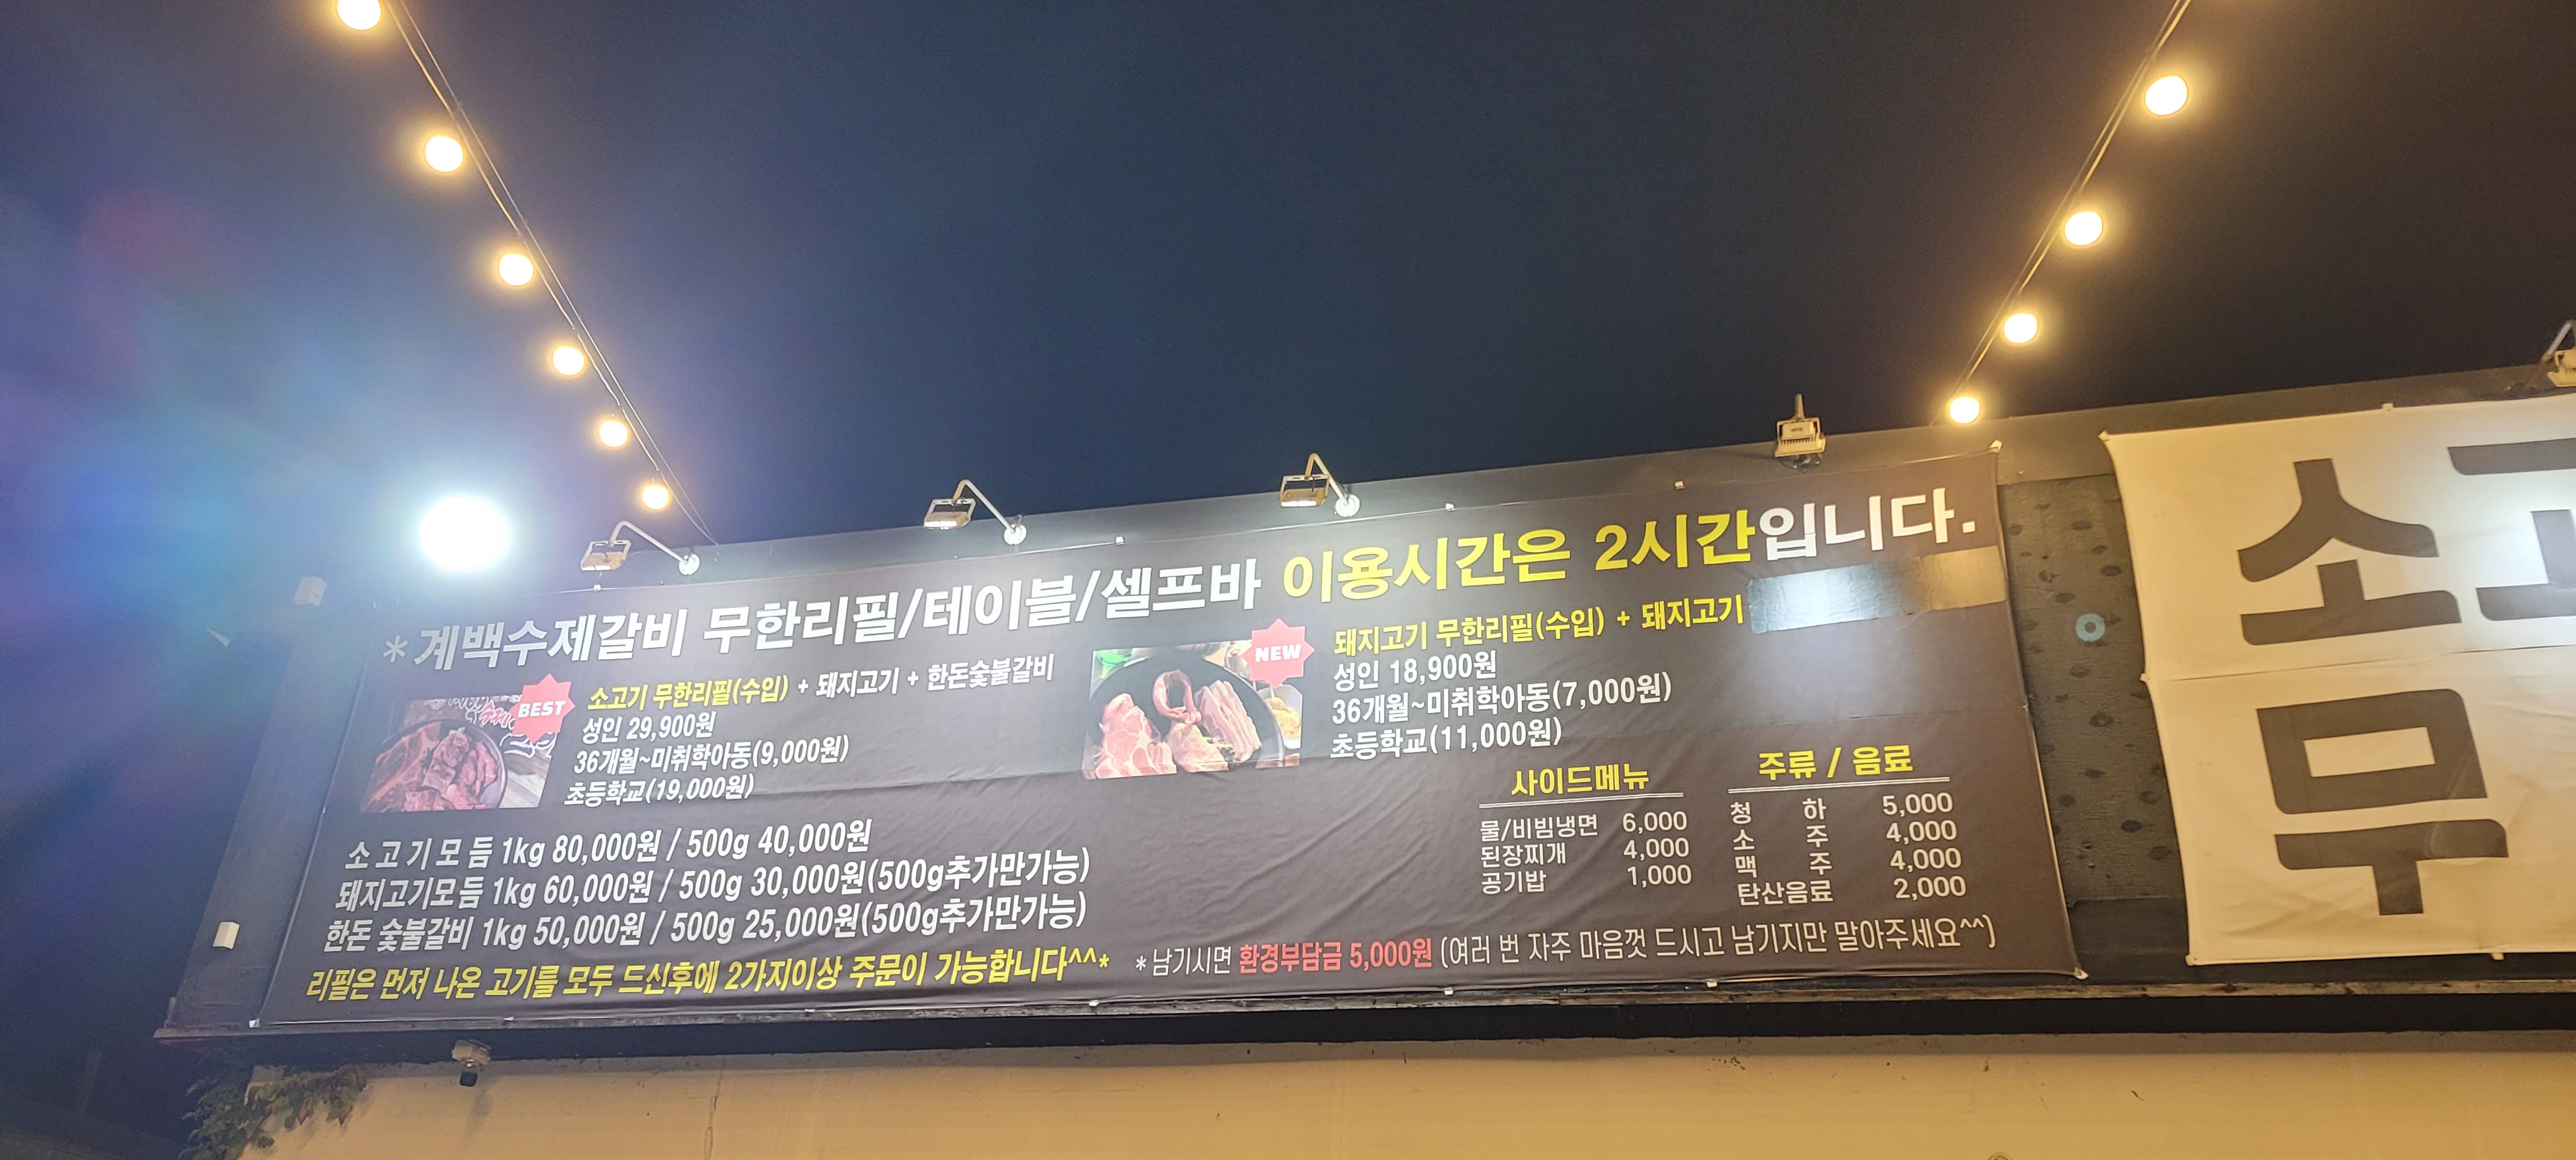 *계백수제갈비 무한리필/테이블/셀프바 이용시간은 2시간입니다.
BEST
소고기 무한리필(수입) + 돼지고기 + 한돈숯불갈비
성인 29,900원
36개월~미취학아동(9,000원)
초등학교(19,000원)
NEW
돼지고기 무한리필(수입) + 돼지고기
성인 18,900원
36개월~미취학아동(7,000원)
초등학교(11,000원)
소고기모듬 1kg 80,000원 / 500g 40,000원
돼지고기모듬 1kg 60,000원 / 500g 30,000원(500g추가만가능)
한돈 숯불갈비 1kg 50,000원 / 500g 25,000원(500g추가만가능)
리필은 먼저 나온 고기를 모두 드신후에 2가지이상 주문이 가능합니다^^*
사이드메뉴
물/비빔냉면 6,000
된장찌개 4,000
공기밥 1,000
주류 / 음료
청하 5,000
소주 4,000
맥주 4,000
탄산음료 2,000
*남기시면 환경부담금 5,000원 (여러 번 자주 마음껏 드시고 남기지만 말아주세요^^)
소
무